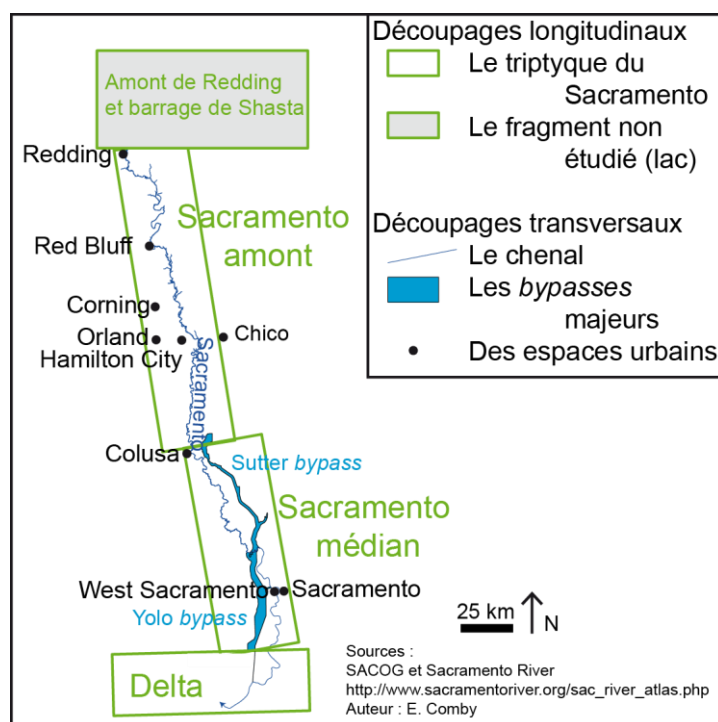 Amont de Redding
et barrage de Shasta
Redding
Sacramento
amont
Red Bluff
Corning
Orland
Chico
Hamilton City
Sacramento
Colusa
Sutter bypass
Sacramento
médian
West Sacramento
Sacramento
Yolo bypass
25 km
N
Delta
Sources :
SACOG et Sacramento River
http://www.sacramentoriver.org/sac_river_atlas.php
Auteur : E. Comby
Découpages longitudinaux
Le triptyque du
Sacramento
Le fragment non
étudié (lac)
Découpages transversaux
Le chenal
Les bypasses
majeurs
Des espaces urbains